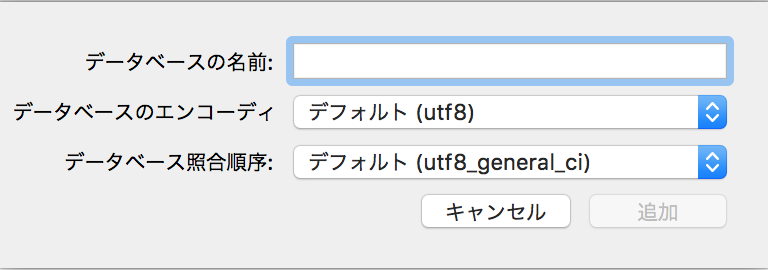 データベースの名前:
データベースのエンコーディ デフォルト (utf8)
データベース照合順序: デフォルト (utf8_general_ci)
キャンセル 追加